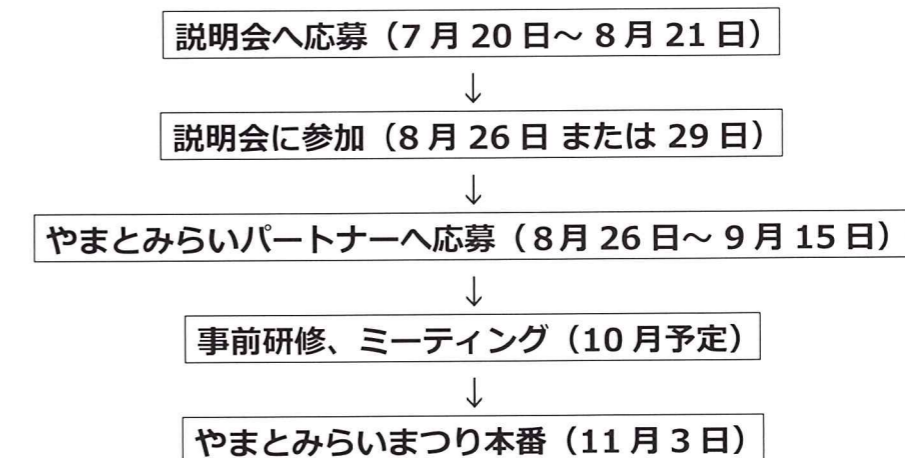 説明会へ応募（7月20日～8月21日）
↓
説明会に参加（8月26日 または 29日）
↓
やまとみらいパートナーへ応募（8月26日～9月15日）
↓
事前研修、ミーティング（10月予定）
↓
やまとみらいまつり本番（11月3日）